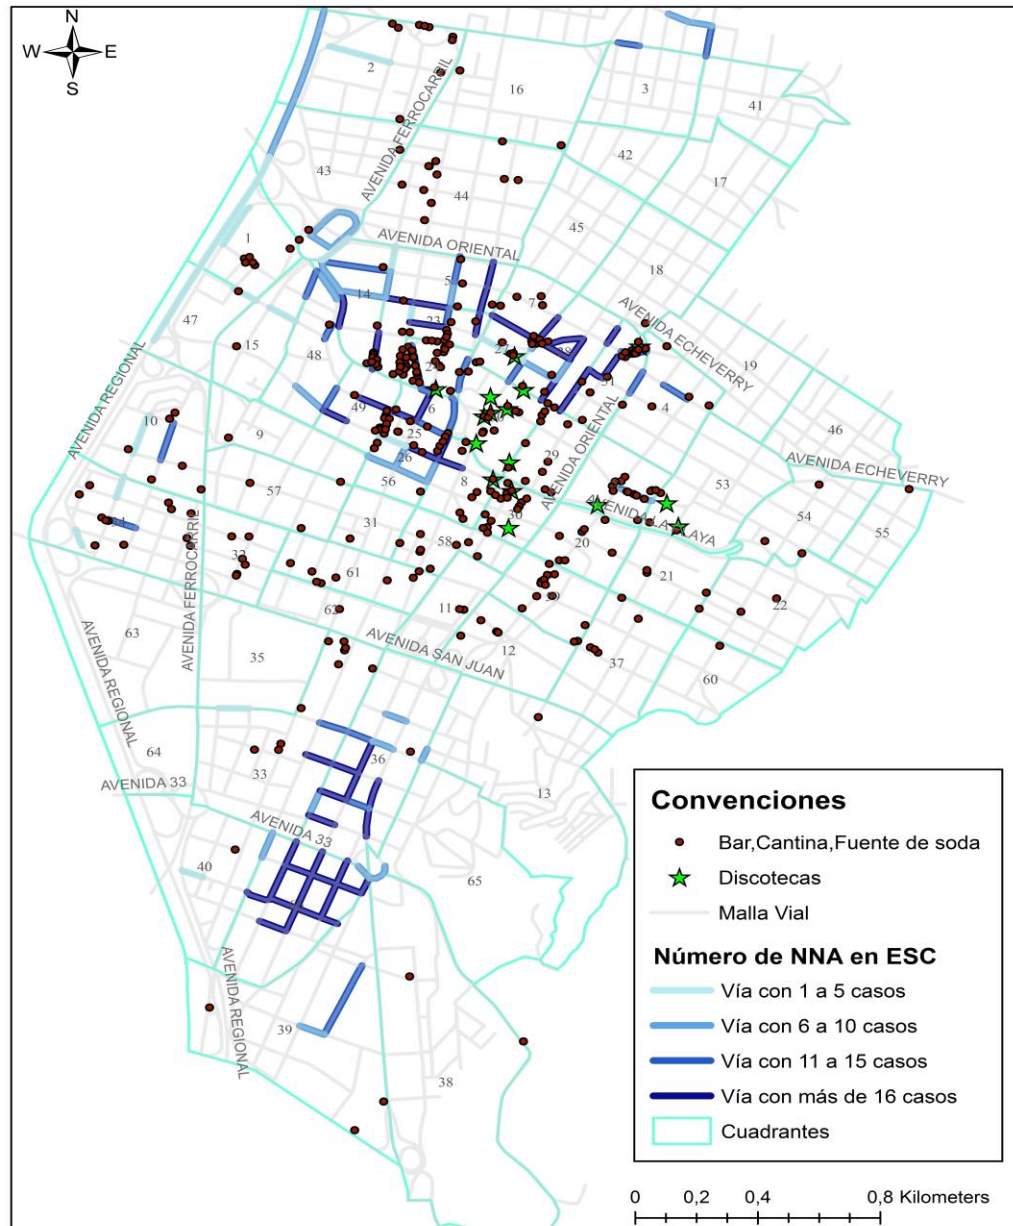 N
W E
S
2
16
3
41
AVENIDA FERROCARRIL
42
43
17
44
45
1
AVENIDA ORIENTAL
18
5
14
7
AVENIDA ECHEVERRY
47
23
15
48
19
AVENIDA REGIONAL
4
49
6
10
46
25
9
26
AVENIDA ORIENTAL
29
AVENIDA ECHEVERRY
56
8
53
57
54
30
AVENIDA LA PLAYA
31
55
58
20
32
61
21
22
62
11
63
AVENIDA FERROCARRIL
12
AVENIDA SAN JUAN
37
AVENIDA REGIONAL
35
60
64
36
33
AVENIDA 33
13
AVENIDA 33
40
65
AVENIDA REGIONAL
39
38
Convenciones
Bar,Cantina,Fuente de soda
Discotecas
Malla Vial
Número de NNA en ESC
Vía con 1 a 5 casos
Vía con 6 a 10 casos
Vía con 11 a 15 casos
Vía con más de 16 casos
Cuadrantes
0 0,2 0,4 0,8 Kilometers